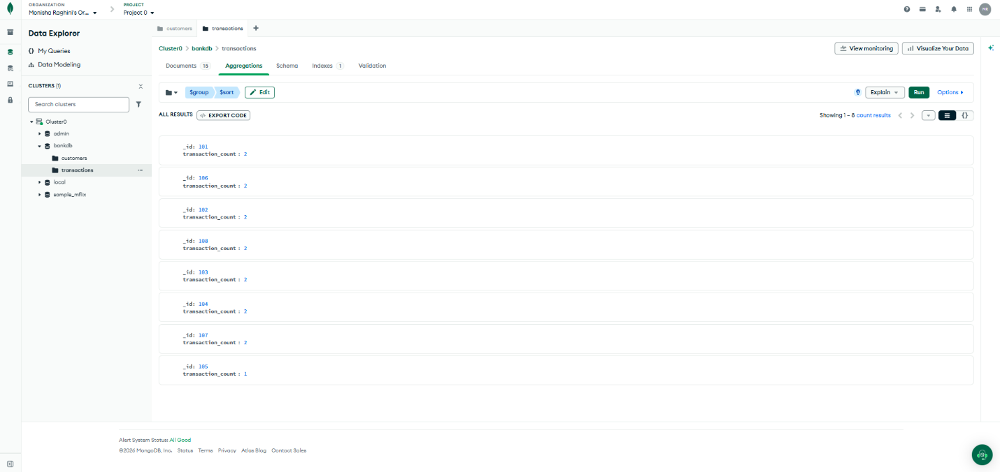 ORGANIZATION
Monisha Raghini's Or...
PROJECT
Project 0
MR
Data Explorer
My Queries
Data Modeling
CLUSTERS (1)
Search clusters
Cluster0
admin
bankdb
customers
transactions
local
sample_mflix
customers
transactions
Cluster0 > bankdb > transactions
View monitoring
Visualize Your Data
Documents 15
Aggregations
Schema
Indexes 1
Validation
$group
$sort
Edit
Explain
Run
Options
ALL RESULTS
EXPORT CODE
Showing 1 – 8 count results
_id: 101
transaction_count : 2
_id: 106
transaction_count : 2
_id: 102
transaction_count : 2
_id: 108
transaction_count : 2
_id: 103
transaction_count : 2
_id: 104
transaction_count : 2
_id: 107
transaction_count : 2
_id: 105
transaction_count : 1
Alert System Status: All Good
©2026 MongoDB, Inc. Status Terms Privacy Atlas Blog Contact Sales